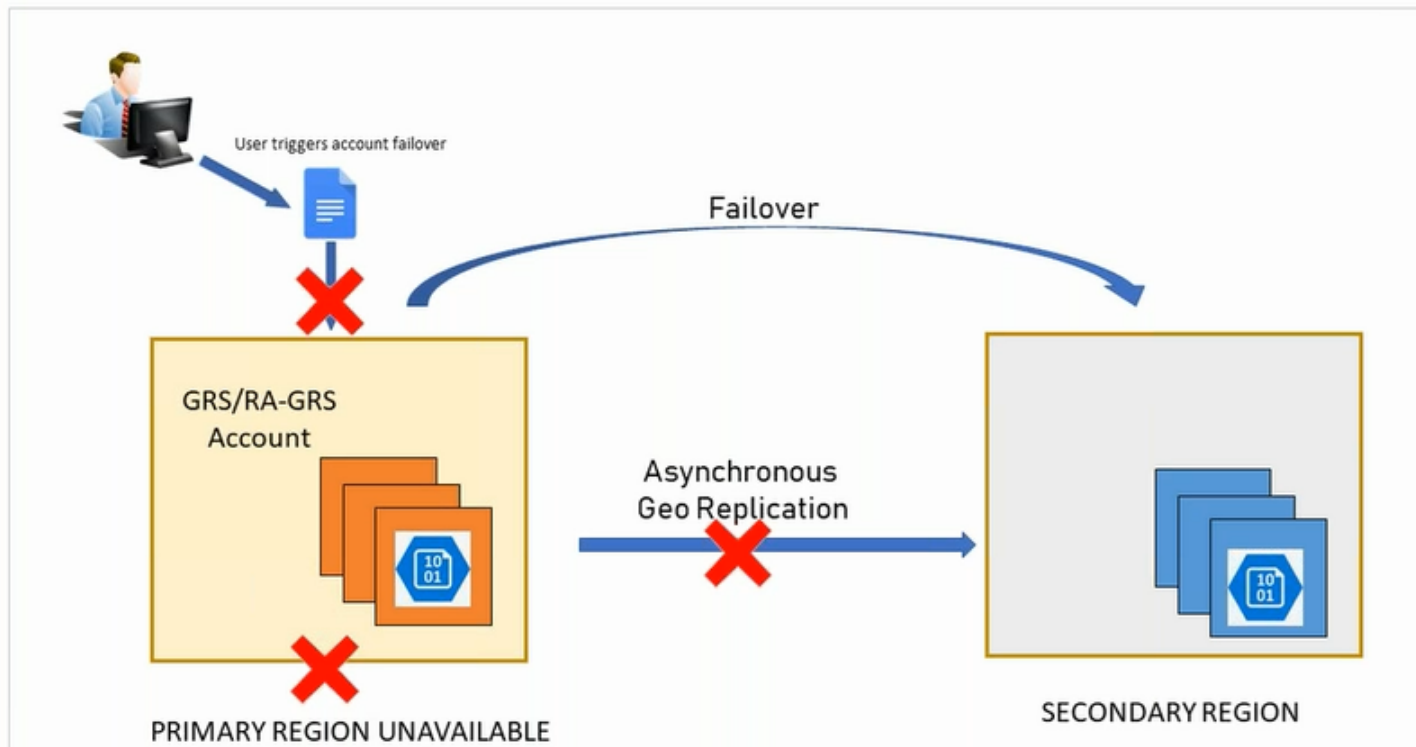 User triggers account failover
Failover
GRS/RA-GRS
Account
10
01
Asynchronous
Geo Replication
10
01
PRIMARY REGION UNAVAILABLE
SECONDARY REGION